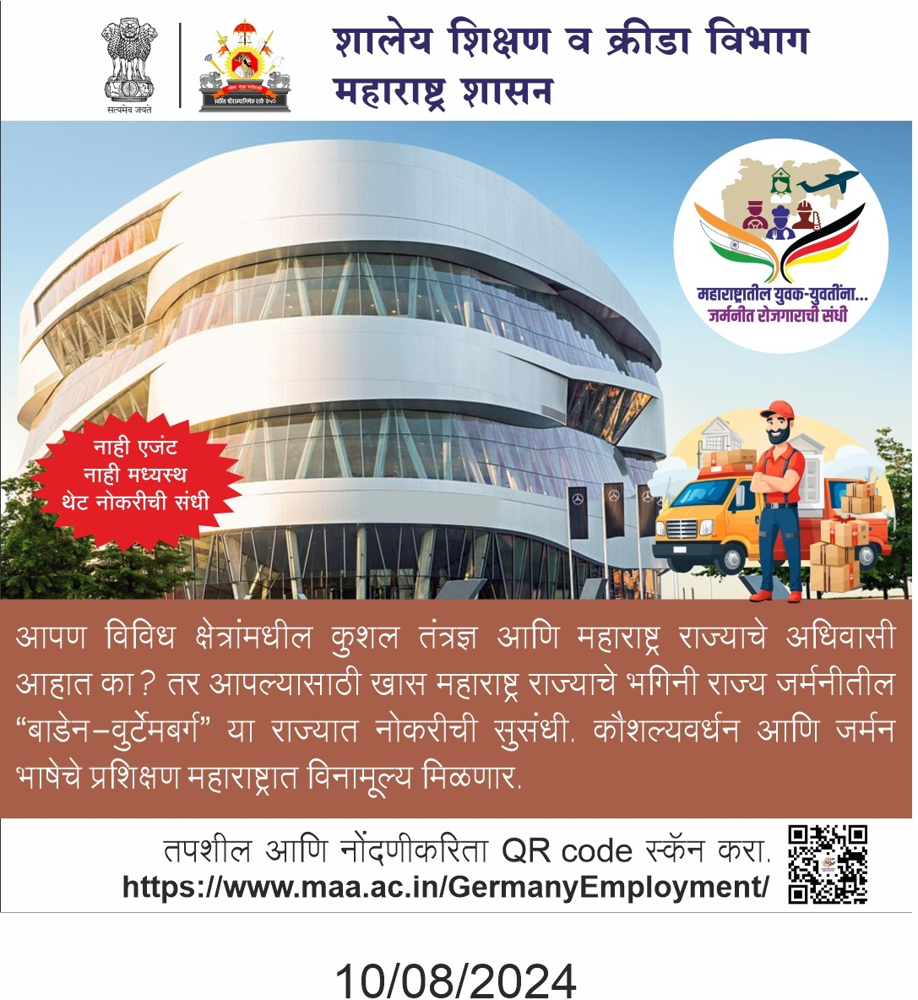 शालेय शिक्षण व क्रीडा विभाग
महाराष्ट्र शासन
सत्यमेव जयते
स्वस्ति श्रीराज्याभिषेक शके ३५०
महाराष्ट्रातील युवक-युवतींना...
जर्मनीत रोजगाराची संधी
नाही एजंट
नाही मध्यस्थ
थेट नोकरीची संधी
आपण विविध क्षेत्रांमधील कुशल तंत्रज्ञ आणि महाराष्ट्र राज्याचे अधिवासी
आहात का? तर आपल्यासाठी खास महाराष्ट्र राज्याचे भगिनी राज्य जर्मनीतील
“बाडेन–वुर्टेमबर्ग” या राज्यात नोकरीची सुसंधी. कौशल्यवर्धन आणि जर्मन
भाषेचे प्रशिक्षण महाराष्ट्रात विनामूल्य मिळणार.
तपशील आणि नोंदणीकरिता QR code स्कॅन करा.
https://www.maa.ac.in/GermanyEmployment/
10/08/2024